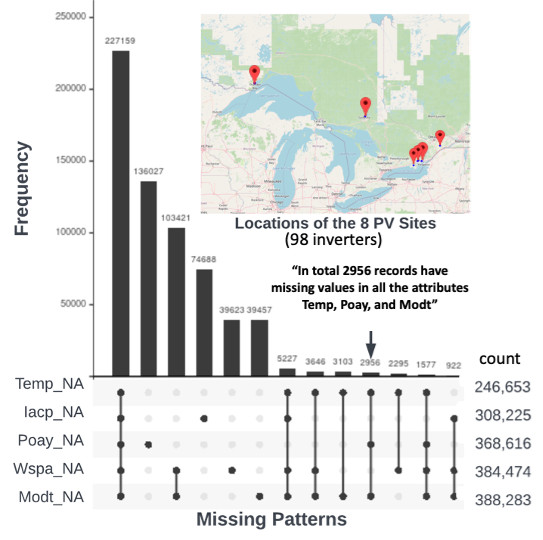 250000
200000
150000
100000
50000
Frequency
227159
136027
103421
74688
39623
39457
5227
3646
3103
2956
2295
1577
922
Locations of the 8 PV Sites
(98 inverters)
“In total 2956 records have
missing values in all the attributes
Temp, Poay, and Modt”
count
Temp_NA
246,653
Iacp_NA
308,225
Poay_NA
368,616
Wspa_NA
384,474
Modt_NA
388,283
Missing Patterns